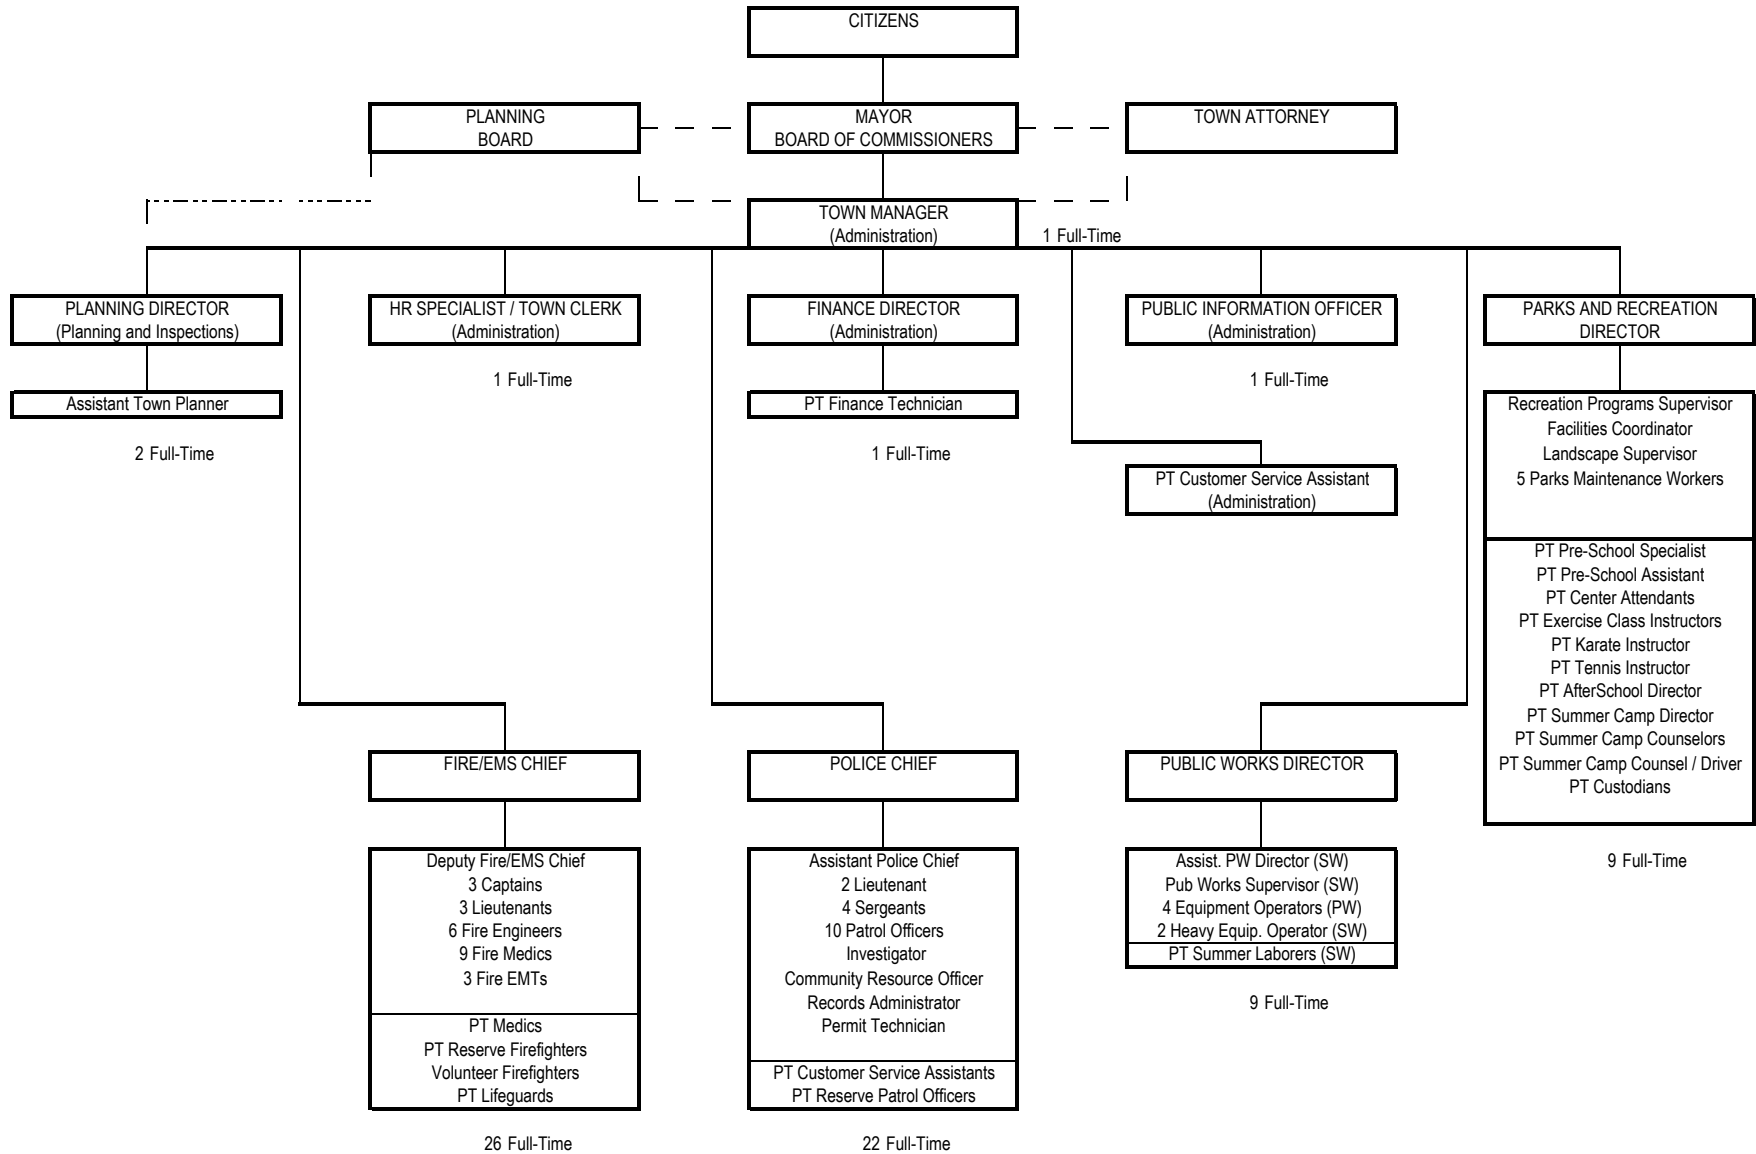 CITIZENS
PLANNING
BOARD
MAYOR
BOARD OF COMMISSIONERS
TOWN ATTORNEY
TOWN MANAGER
(Administration)
1 Full-Time
PLANNING DIRECTOR
(Planning and Inspections)
HR SPECIALIST / TOWN CLERK
(Administration)
FINANCE DIRECTOR
(Administration)
PUBLIC INFORMATION OFFICER
(Administration)
PARKS AND RECREATION
DIRECTOR
1 Full-Time
1 Full-Time
Assistant Town Planner
2 Full-Time
PT Finance Technician
1 Full-Time
PT Customer Service Assistant
(Administration)
Recreation Programs Supervisor
Facilities Coordinator
Landscape Supervisor
5 Parks Maintenance Workers
PT Pre-School Specialist
PT Pre-School Assistant
PT Center Attendants
PT Exercise Class Instructors
PT Karate Instructor
PT Tennis Instructor
PT AfterSchool Director
PT Summer Camp Director
PT Summer Camp Counselors
PT Summer Camp Counsel / Driver
PT Custodians
9 Full-Time
FIRE/EMS CHIEF
Deputy Fire/EMS Chief
3 Captains
3 Lieutenants
6 Fire Engineers
9 Fire Medics
3 Fire EMTs
PT Medics
PT Reserve Firefighters
Volunteer Firefighters
PT Lifeguards
26 Full-Time
POLICE CHIEF
Assistant Police Chief
2 Lieutenant
4 Sergeants
10 Patrol Officers
Investigator
Community Resource Officer
Records Administrator
Permit Technician
PT Customer Service Assistants
PT Reserve Patrol Officers
22 Full-Time
PUBLIC WORKS DIRECTOR
Assist. PW Director (SW)
Pub Works Supervisor (SW)
4 Equipment Operators (PW)
2 Heavy Equip. Operator (SW)
PT Summer Laborers (SW)
9 Full-Time